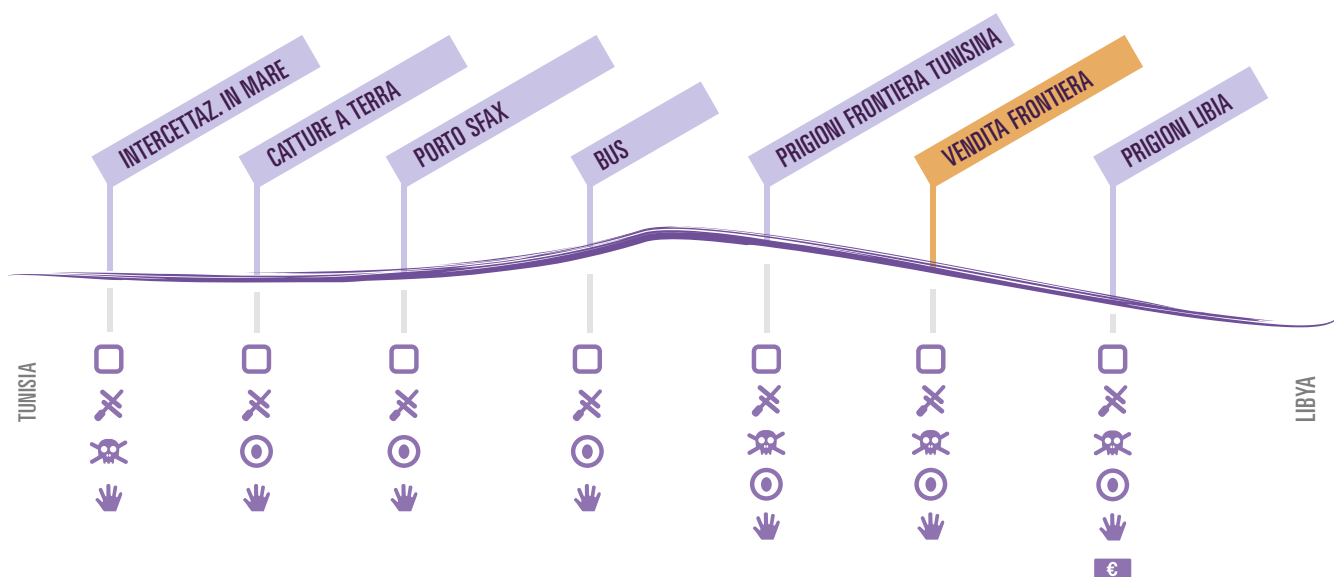 INTERCETTAZ. IN MARE
CATTURE A TERRA
PORTO SFAX
BUS
PRIGIONI FRONTIERA TUNISINA
VENDITA FRONTIERA
PRIGIONI LIBIA
TUNISIA
LIBYA
€